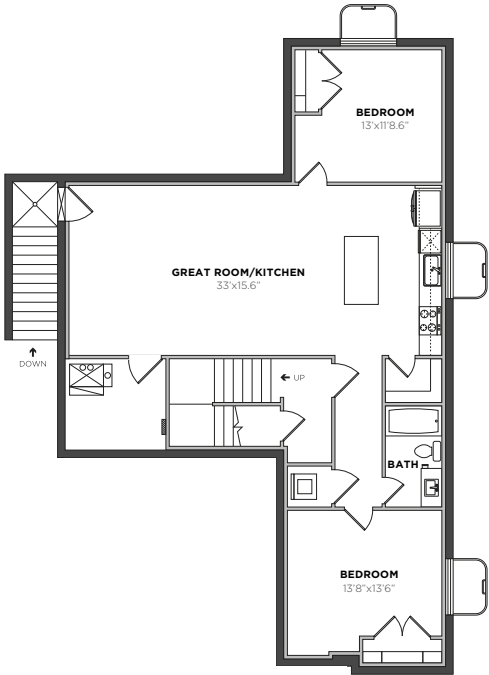 BEDROOM
13'x11'8.6"
GREAT ROOM/KITCHEN
33'x15.6"
DOWN
UP
BATH
BEDROOM
13'8"x13'6"